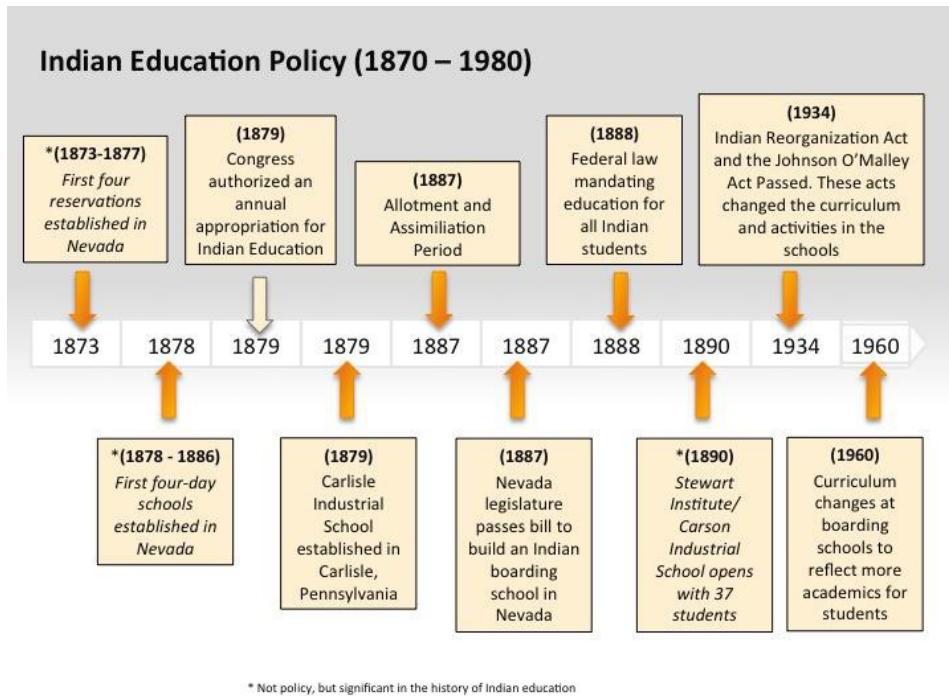 Indian Education Policy (1870 – 1980)
*(1873-1877)
First four
reservations
established in
Nevada
(1879)
Congress
authorized an
annual
appropriation for
Indian Education
(1887)
Allotment and
Assimiliation
Period
(1888)
Federal law
mandating
education for
all Indian
students
(1934)
Indian Reorganization Act
and the Johnson O’Malley
Act Passed. These acts
changed the curriculum
and activities in the
schools
1873 1878 1879 1879 1887 1887 1888 1890 1934 1960
*(1878 - 1886)
First four-day
schools
established in
Nevada
(1879)
Carlisle
Industrial
School
established in
Carlisle,
Pennsylvania
(1887)
Nevada
legislature
passes bill to
build an Indian
boarding
school in
Nevada
*(1890)
Stewart
Institute/
Carson
Industrial
School opens
with 37
students
(1960)
Curriculum
changes at
boarding
schools to
reflect more
academics for
students
* Not policy, but significant in the history of Indian education